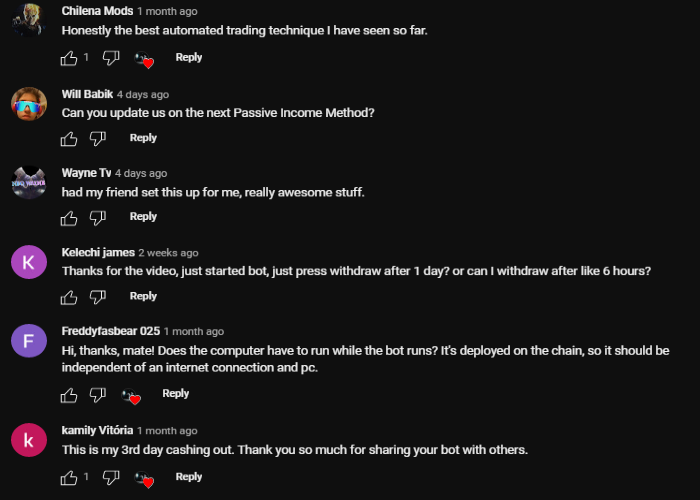 Chilena Mods 1 month ago
Honestly the best automated trading technique I have seen so far.
1 Reply
Will Babik 4 days ago
Can you update us on the next Passive Income Method?
Reply
Wayne Tv 4 days ago
had my friend set this up for me, really awesome stuff.
Reply
K Kelechi james 2 weeks ago
Thanks for the video, just started bot, just press withdraw after 1 day? or can I withdraw after like 6 hours?
Reply
F Freddyfasbear 025 1 month ago
Hi, thanks, mate! Does the computer have to run while the bot runs? It's deployed on the chain, so it should be
independent of an internet connection and pc.
Reply
k kamily Vitória 1 month ago
This is my 3rd day cashing out. Thank you so much for sharing your bot with others.
1 Reply